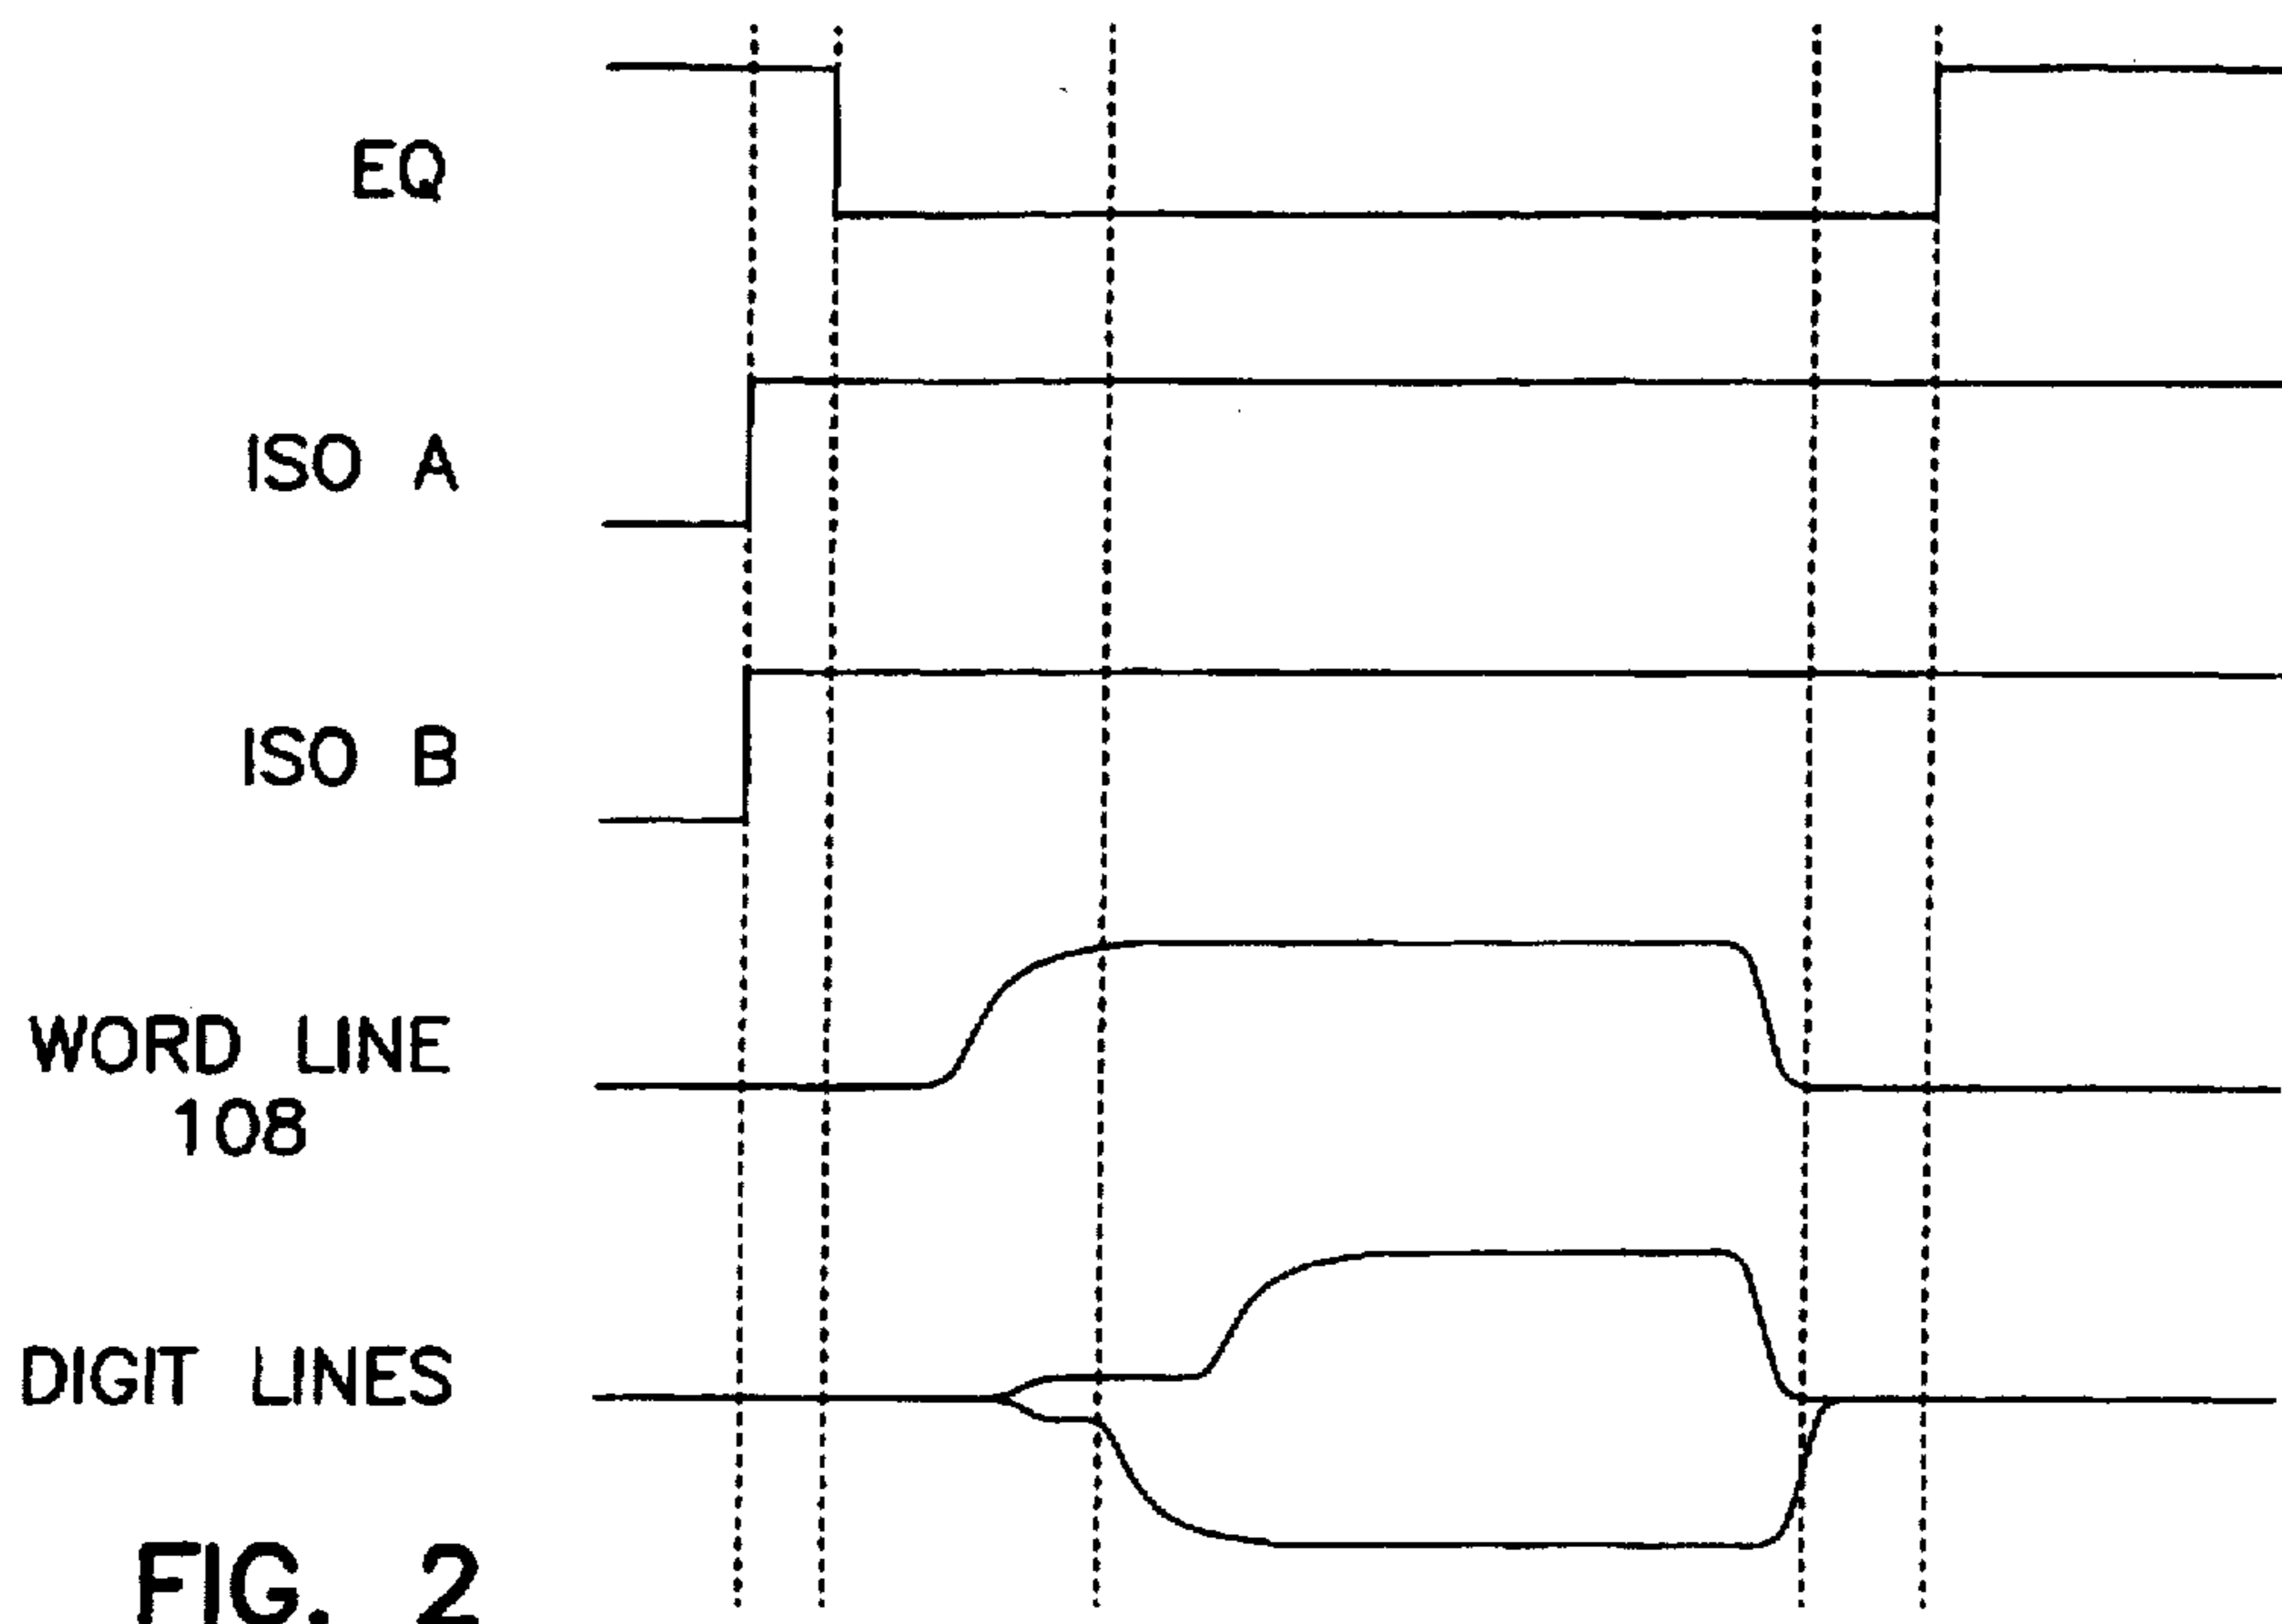 EQ
ISO A
ISO B
WORD LINE
108
DIGIT LINES
FIG. 2